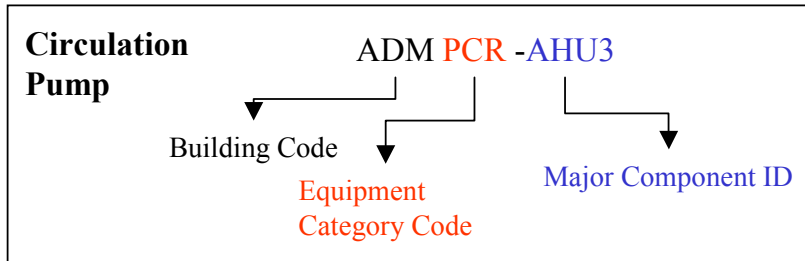 Circulation
Pump
ADM PCR -AHU3
Building Code
Equipment
Category Code
Major Component ID